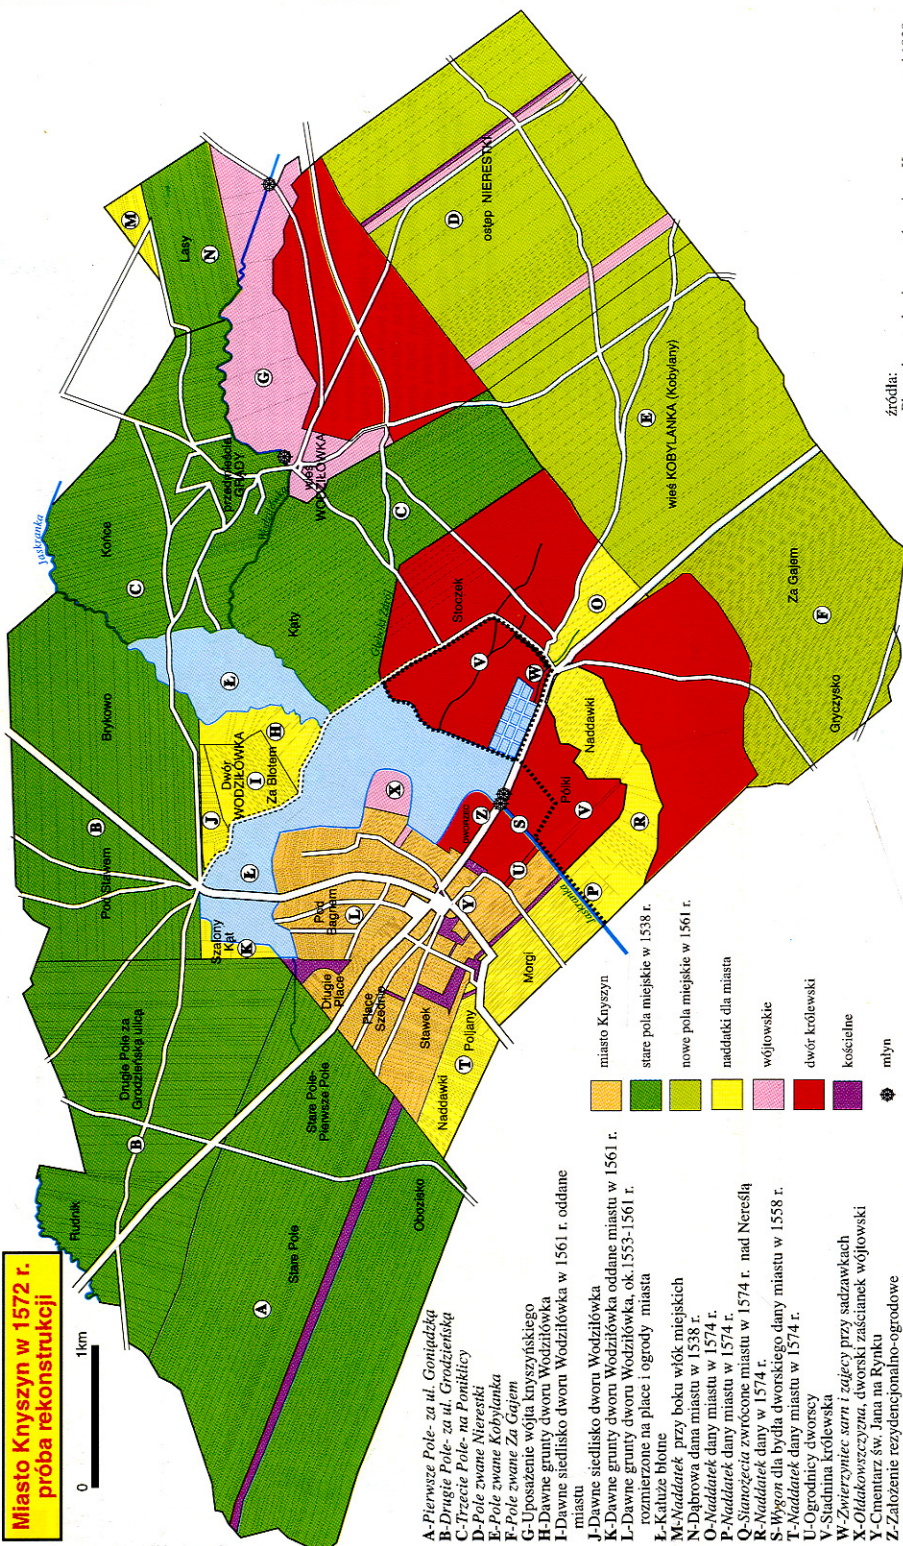 Miasto Knyszyn w 1572 r.
próba rekonstrukcji
0
1km
Rudnik
Drugie Pole za
Grodzieńską ulicą
B
Stare Pole
A
Stare Pole-
Pierwsze Pole
Obozisko
Pod Stawem
B
Brykowo
Szalony
Kąt
K
Ł
J
Dwór
WODZIŁÓWKA
I
H
Za Błotem
Ł
Jaskranka
Końce
C
Kąty
przedmieście
GRĄDY
wieś
WODZIŁÓWKA
G
Lasy
N
M
C
Stoczek
V
W
O
Długie
Place
Pod
Bagnem
L
Place
Szednie
Stawek
Poljany
Naddawki
T
Morgi
Y
X
DWORZEC
Z
S
U
Jaskranka
P
Pólki
V
R
Naddawki
D
ostęp NIERESTKI
E
wieś KOBYLANKA (Kobylany)
Za Gajem
F
Gryczysko
miasto Knyszyn
stare pola miejskie w 1538 r.
nowe pola miejskie w 1561 r.
naddatki dla miasta
wójtowskie
dwór królewski
kościelne
młyn
A-Pierwsze Pole- za ul. Goniądzką
B-Drugie Pole- za ul. Grodzieńską
C-Trzecie Pole- na Poniklicy
D-Pole zwane Nierestki
E-Pole zwane Kobylanka
F-Pole zwane Za Gajem
G-Uposażenie wójta knyszyńskiego
H-Dawne grunty dworu Wodziłówka
I-Dawne siedlisko dworu Wodziłówka w 1561 r. oddane
miastu
J-Dawne siedlisko dworu Wodziłówka
K-Dawne grunty dworu Wodziłówka oddane miastu w 1561 r.
L-Dawne grunty dworu Wodziłówka, ok.1553-1561 r.
rozmierzone na place i ogrody miasta
Ł-Kałuże błotne
M-Naddatek przy boku włók miejskich
N-Dąbrowa dana miastu w 1538 r.
O-Naddatek dany miastu w 1574 r.
P-Naddatek dany miastu w 1574 r.
Q-Sianożęcia zwrócone miastu w 1574 r. nad Nereślą
R-Naddatek dany w 1574 r.
S-Wygon dla bydła dworskiego dany miastu w 1558 r.
T-Naddatek dany miastu w 1574 r.
U-Ogrodnicy dworscy
V-Stadnina królewska
W-Zwierzyniec sarn i zajęcy przy sadzawkach
X-Ołdakowszczyzna, dworski zaścianek wójtowski
Y-Cmentarz św. Jana na Rynku
Z-Założenie rezydencjonalno-ogrodowe
źródła: